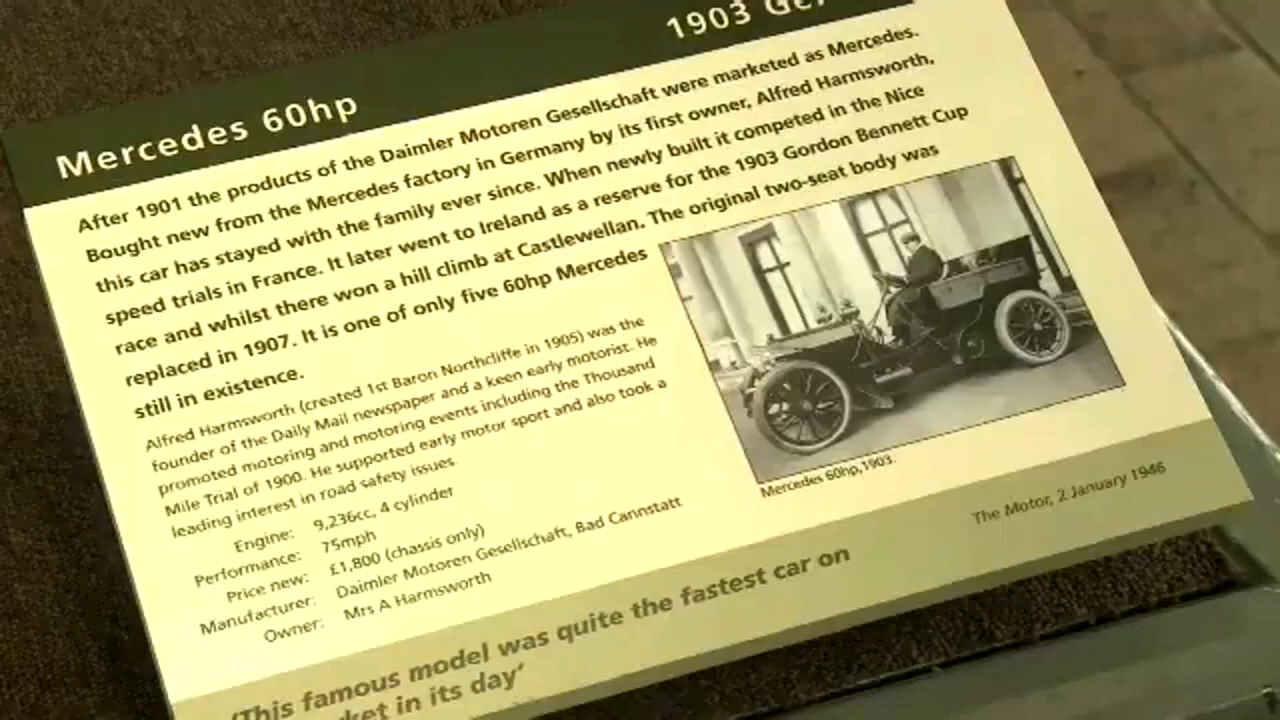 Mercedes 60hp
1903
After 1901 the products of the Daimler Motoren Gesellschaft were marketed as Mercedes.
Bought new from the Mercedes factory in Germany by its first owner, Alfred Harmsworth,
this car has stayed with the family ever since. When newly built it competed in the Nice
speed trials in France. It later went to Ireland as a reserve for the 1903 Gordon Bennett Cup
race and whilst there won a hill climb at Castlewellan. The original two-seat body was
replaced in 1907. It is one of only five 60hp Mercedes
still in existence.
Alfred Harmsworth (created 1st Baron Northcliffe in 1905) was the
founder of the Daily Mail newspaper and a keen early motorist. He
promoted motoring and motoring events including the Thousand
Mile Trial of 1900. He supported early motor sport and also took a
leading interest in road safety issues.
Engine: 9,236cc, 4 cylinder
Performance: 75mph
Price new: £1,800 (chassis only)
Manufacturer: Daimler Motoren Gesellschaft, Bad Cannstatt
Owner: Mrs A Harmsworth
Mercedes 60hp,1903.
The Motor, 2 January 1946
'This famous model was quite the fastest car on
in its day'